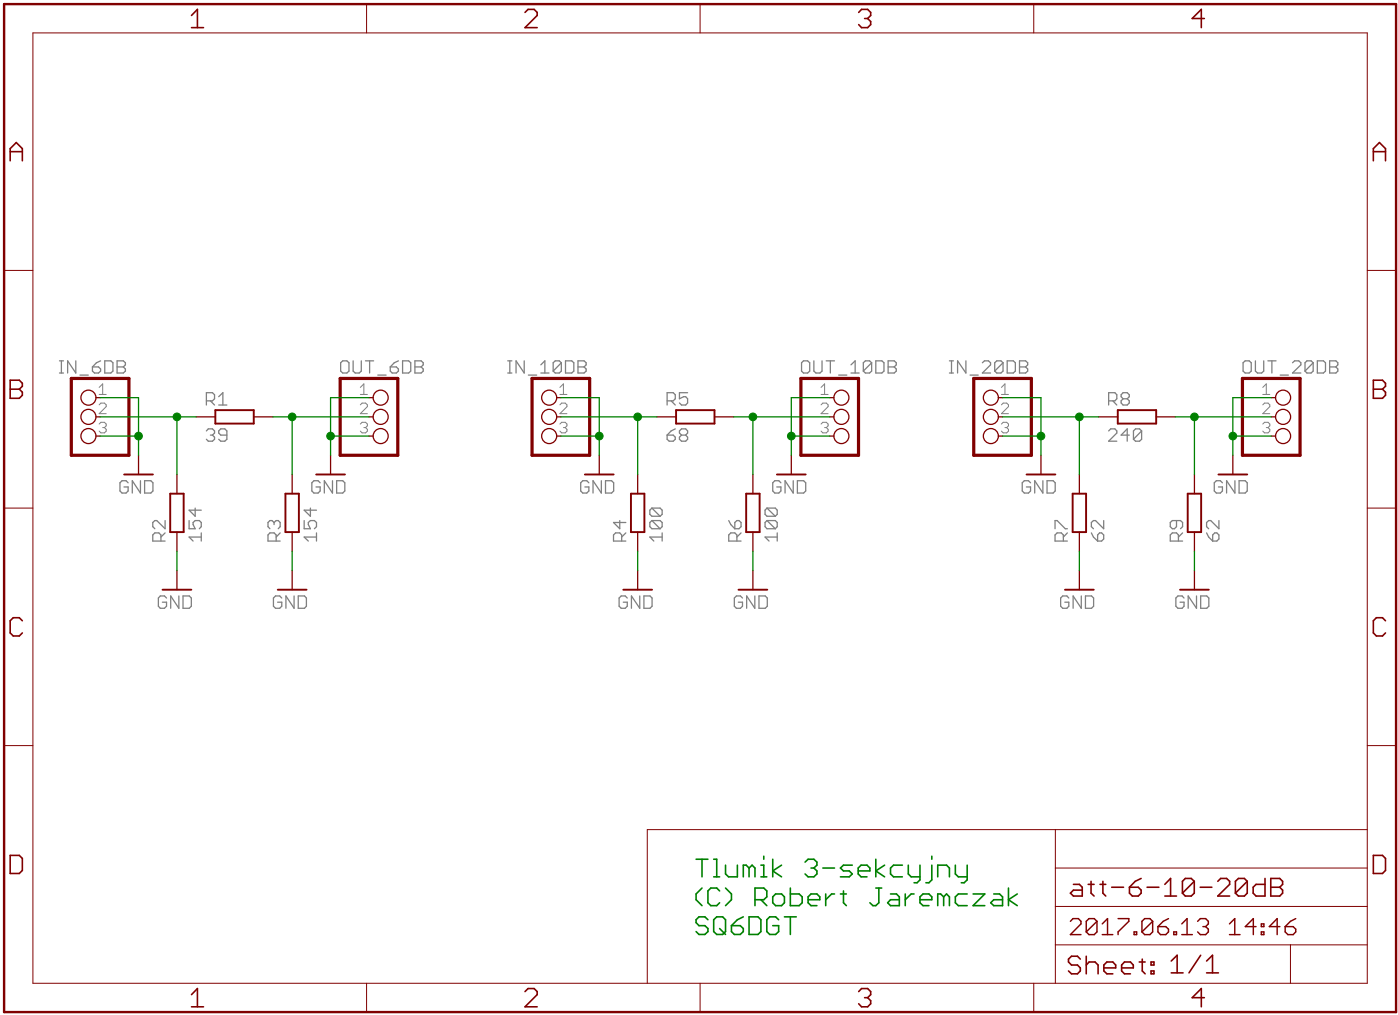 1 2 3 4
A A
IN_6DB OUT_6DB IN_10DB OUT_10DB IN_20DB OUT_20DB
B B
1 R1 1 1 R5 1 1 R8 1
2 2 2 2 2 2
3 39 3 3 68 3 3 240 3
GND GND GND GND GND GND
R2 154 R3 154 R4 100 R6 100 R7 62 R9 62
GND GND GND GND GND GND
C C
D D
Tlumik 3-sekcyjny
(C) Robert Jaremczak
SQ6DGT
att-6-10-20dB
2017.06.13 14:46
Sheet: 1/1
1 2 3 4